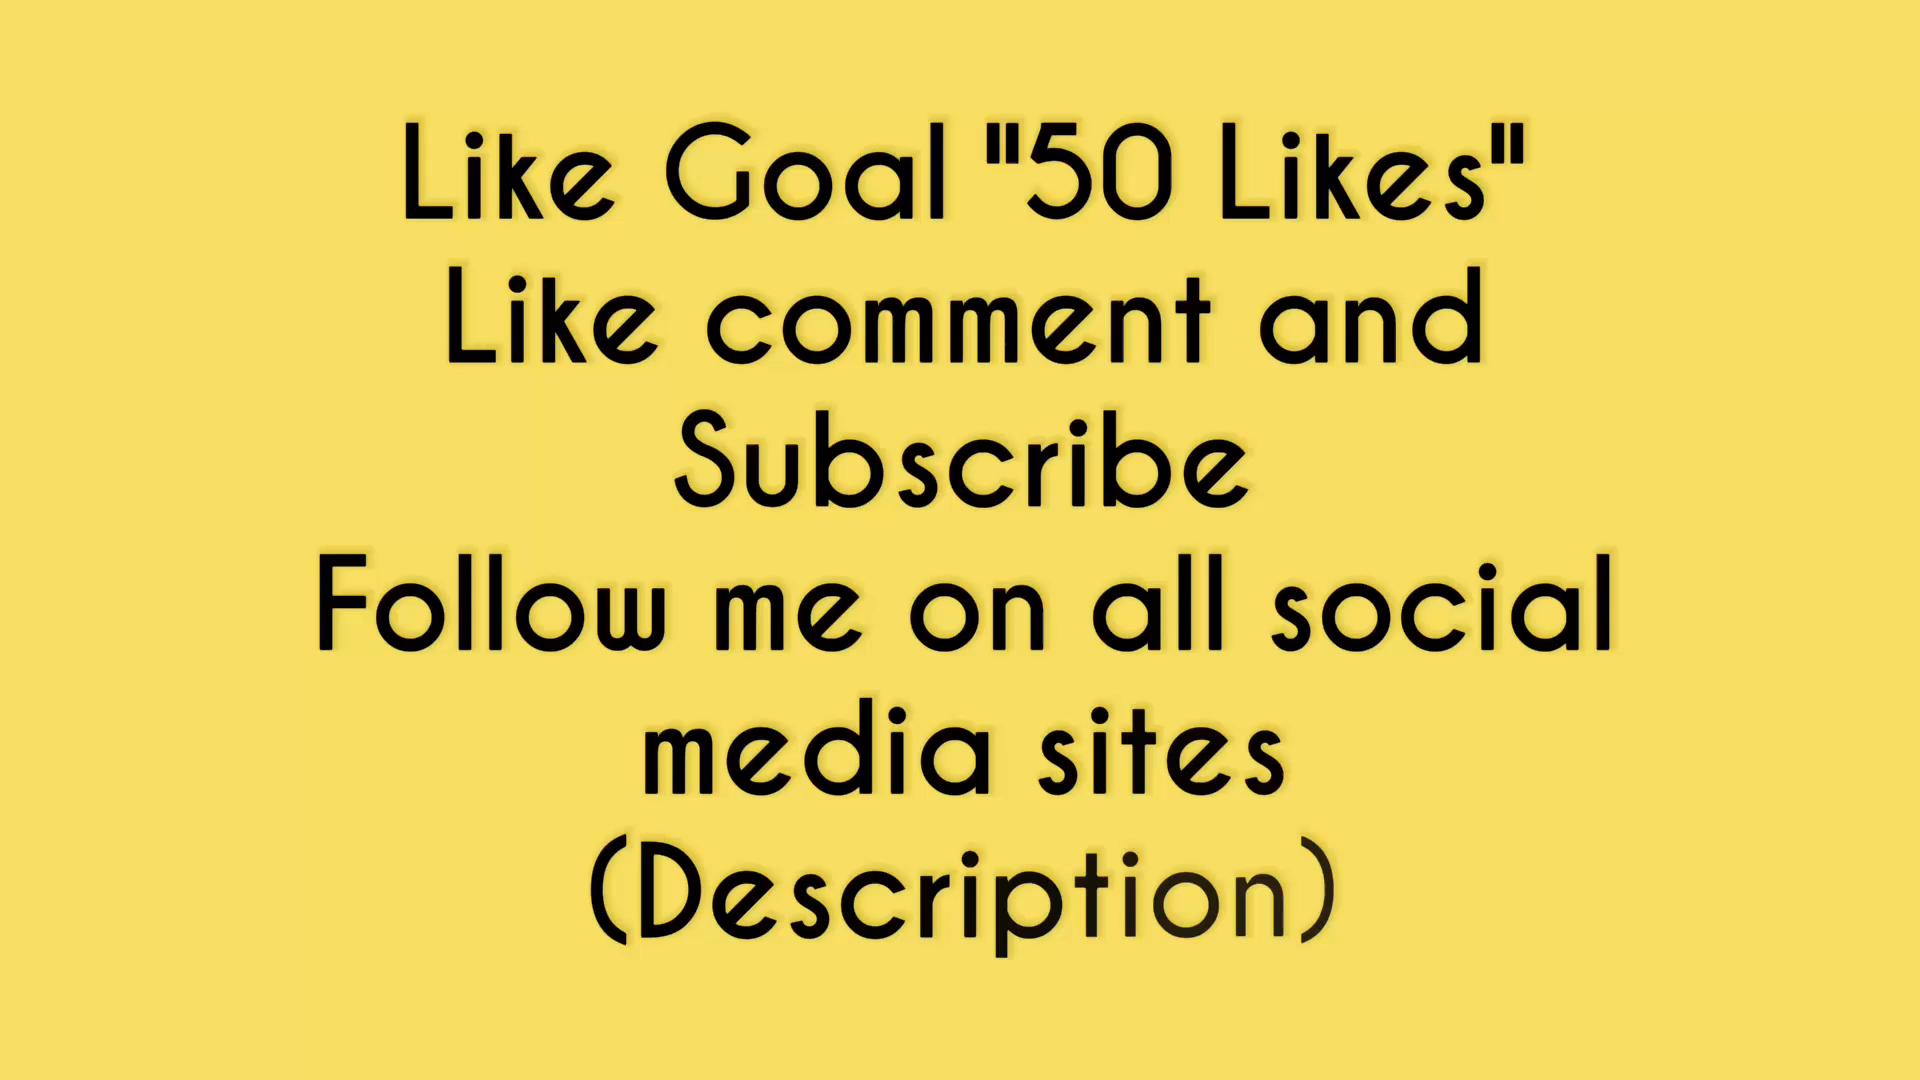 Like Goal "50 Likes"
Like comment and
Subscribe
Follow me on all social
media sites
(Description)